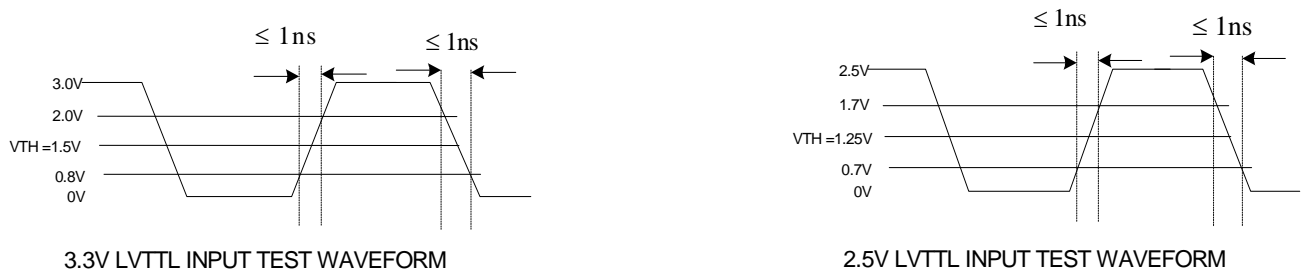 ≤ 1ns
≤ 1ns
3.0V
2.0V
VTH =1.5V
0.8V
0V
3.3V LVTTL INPUT TEST WAVEFORM
≤ 1ns
≤ 1ns
2.5V
1.7V
VTH =1.25V
0.7V
0V
2.5V LVTTL INPUT TEST WAVEFORM